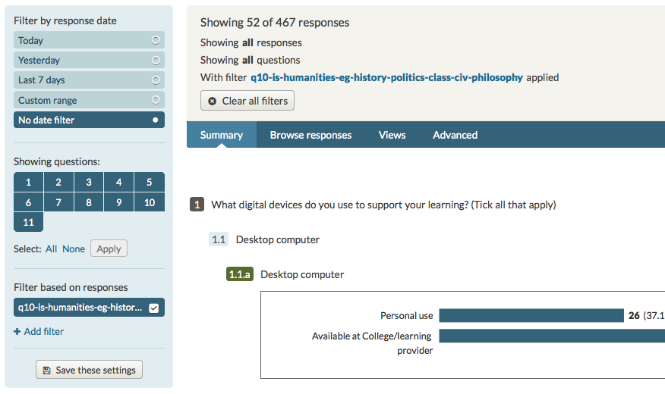 Filter by response date
Today
Yesterday
Last 7 days
Custom range
No date filter
Showing questions:
1 2 3 4 5
6 7 8 9 10
11
Select: All None Apply
Filter based on responses
q10-is-humanities-eg-histor...
+ Add filter
Save these settings
Showing 52 of 467 responses
Showing all responses
Showing all questions
With filter q10-is-humanities-eg-history-politics-class-civ-philosophy applied
Clear all filters
Summary Browse responses Views Advanced
1 What digital devices do you use to support your learning? (Tick all that apply)
1.1 Desktop computer
1.1.a Desktop computer
Personal use 26 (37.1
Available at College/learning
provider